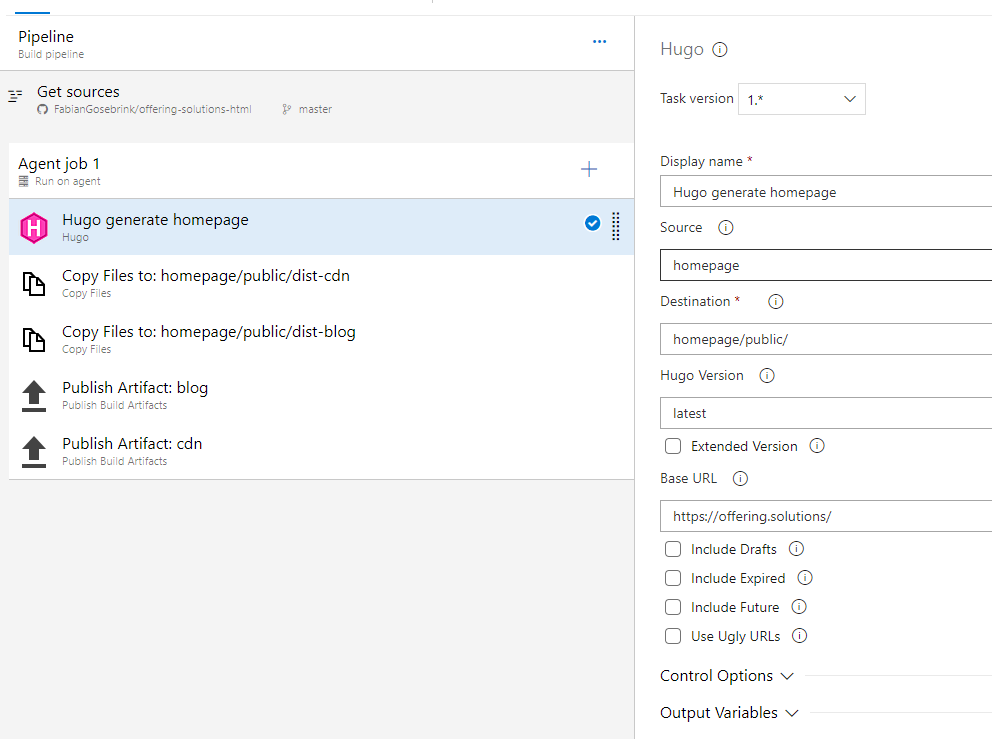 Pipeline
...
Build pipeline
Get sources
FabianGosebrink/offering-solutions-html master
Agent job 1
Run on agent
H Hugo generate homepage
Hugo
Copy Files to: homepage/public/dist-cdn
Copy Files
Copy Files to: homepage/public/dist-blog
Copy Files
Publish Artifact: blog
Publish Build Artifacts
Publish Artifact: cdn
Publish Build Artifacts
Hugo
Task version 1.*
Display name *
Hugo generate homepage
Source
homepage
Destination *
homepage/public/
Hugo Version
latest
Extended Version
Base URL
https://offering.solutions/
Include Drafts
Include Expired
Include Future
Use Ugly URLs
Control Options
Output Variables